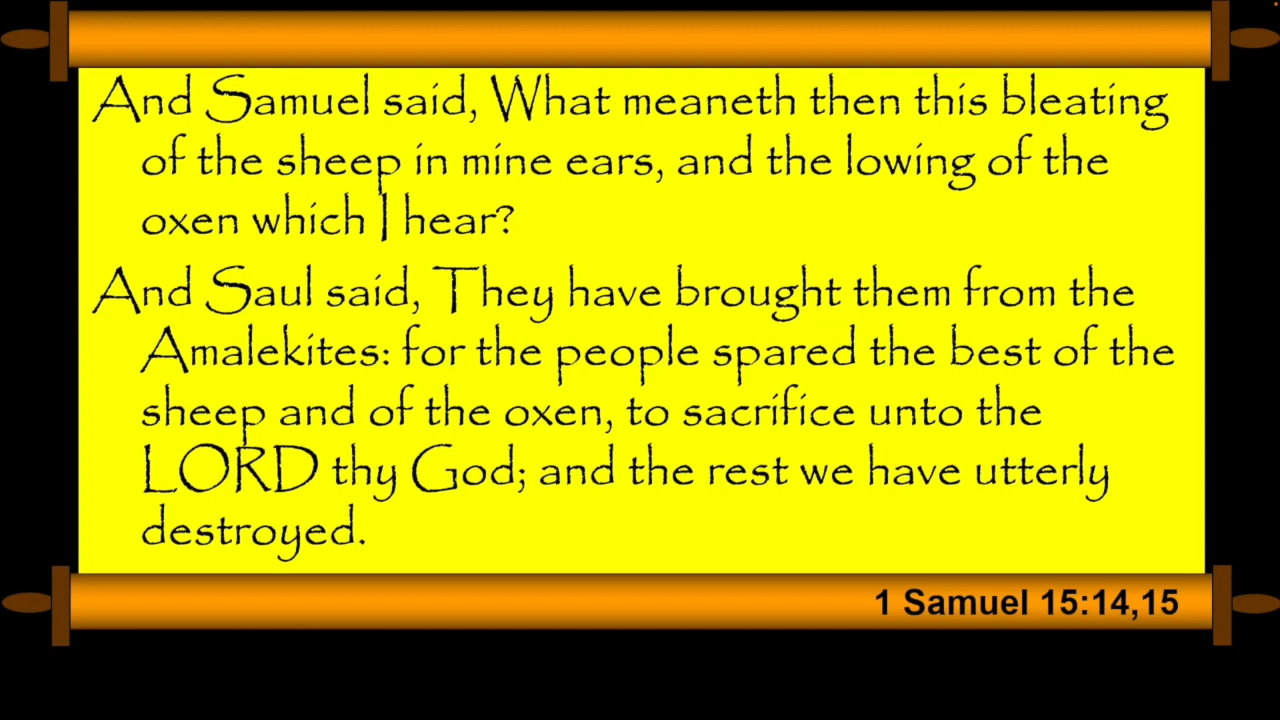 And Samuel said, What meaneth then this bleating
of the sheep in mine ears, and the lowing of the
oxen which I hear?
And Saul said, They have brought them from the
Amalekites: for the people spared the best of the
sheep and of the oxen, to sacrifice unto the
LORD thy God; and the rest we have utterly
destroyed.
1 Samuel 15:14,15